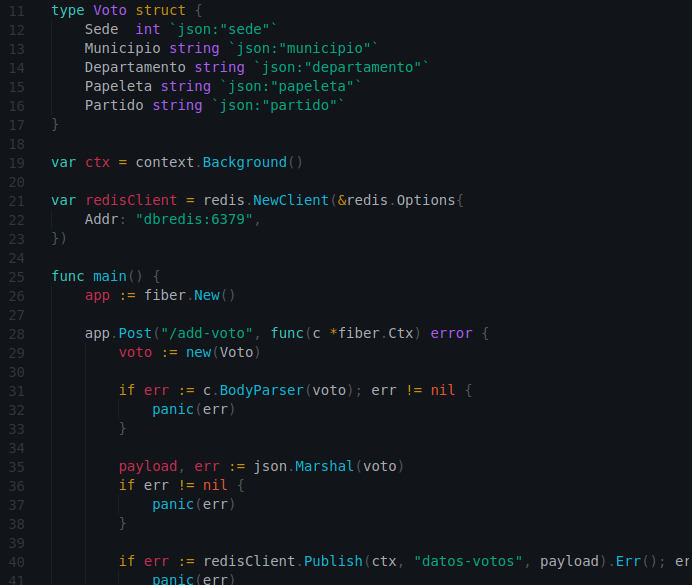 11 type Voto struct {
12 Sede  int `json:"sede"`
13 Municipio string `json:"municipio"`
14 Departamento string `json:"departamento"`
15 Papeleta string `json:"papeleta"`
16 Partido string `json:"partido"`
17 }
18
19 var ctx = context.Background()
20
21 var redisClient = redis.NewClient(&redis.Options{
22 Addr: "dbredis:6379",
23 })
24
25 func main() {
26 app := fiber.New()
27
28 app.Post("/add-voto", func(c *fiber.Ctx) error {
29 voto := new(Voto)
30
31 if err := c.BodyParser(voto); err != nil {
32 panic(err)
33 }
34
35 payload, err := json.Marshal(voto)
36 if err != nil {
37 panic(err)
38 }
39
40 if err := redisClient.Publish(ctx, "datos-votos", payload).Err(); er
41 panic(err)